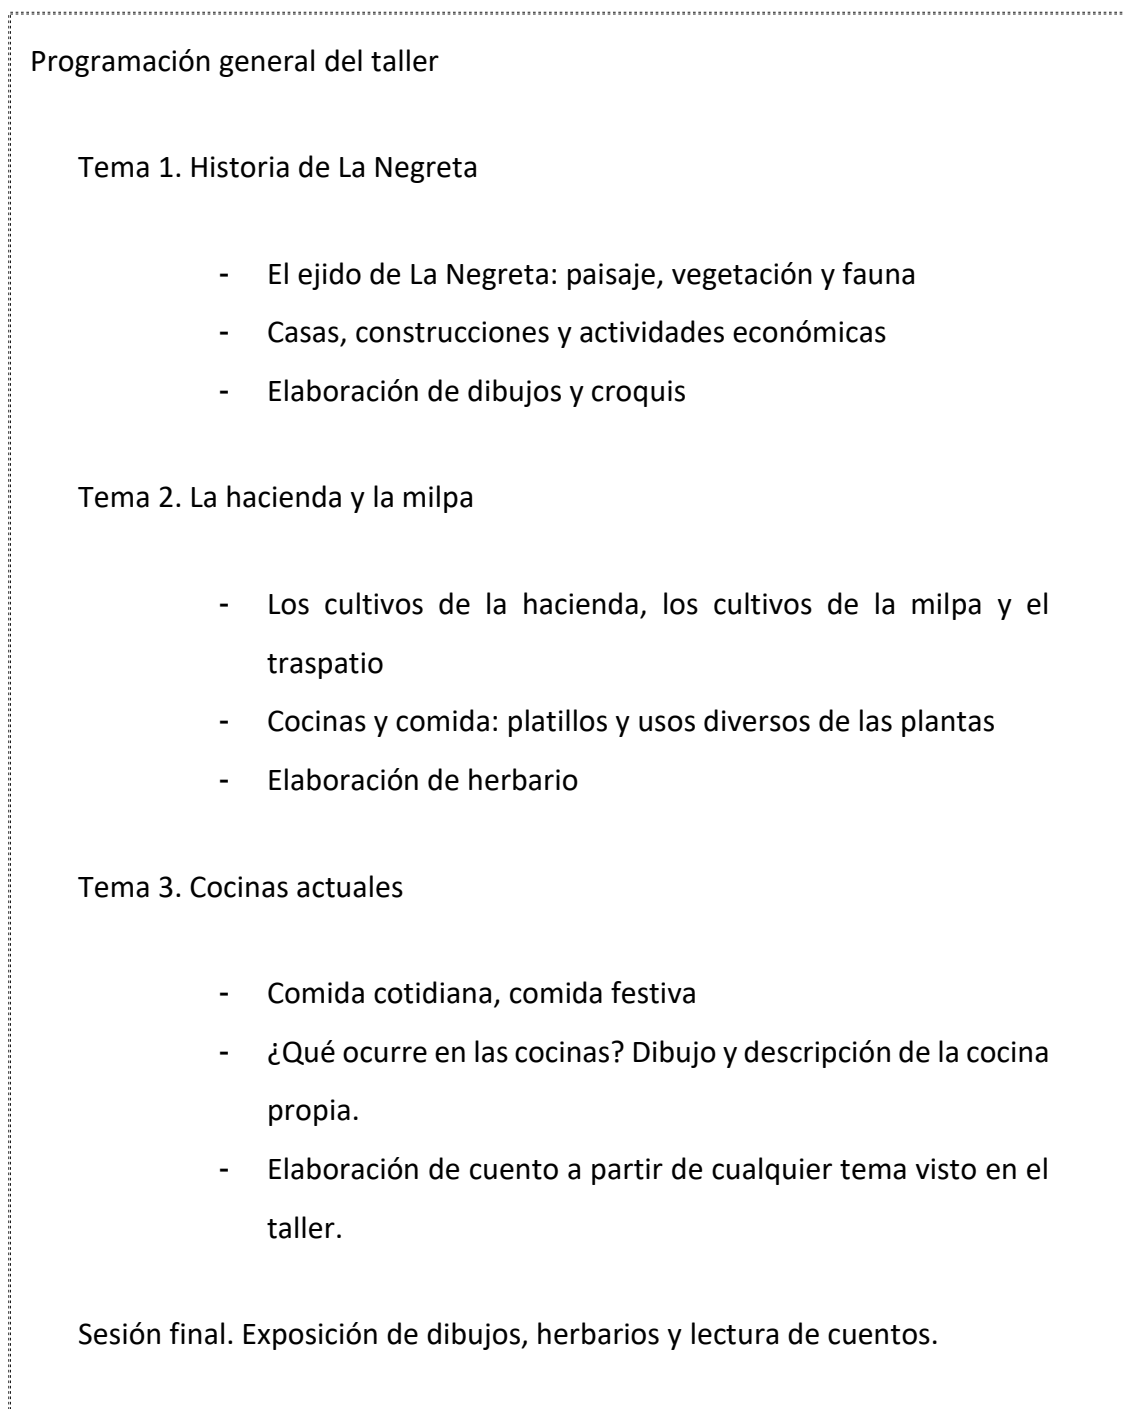 Programación general del taller
Tema 1. Historia de La Negreta
- El ejido de La Negreta: paisaje, vegetación y fauna
- Casas, construcciones y actividades económicas
- Elaboración de dibujos y croquis
Tema 2. La hacienda y la milpa
- Los cultivos de la hacienda, los cultivos de la milpa y el
traspatio
- Cocinas y comida: platillos y usos diversos de las plantas
- Elaboración de herbario
Tema 3. Cocinas actuales
- Comida cotidiana, comida festiva
- ¿Qué ocurre en las cocinas? Dibujo y descripción de la cocina
propia.
- Elaboración de cuento a partir de cualquier tema visto en el
taller.
Sesión final. Exposición de dibujos, herbarios y lectura de cuentos.